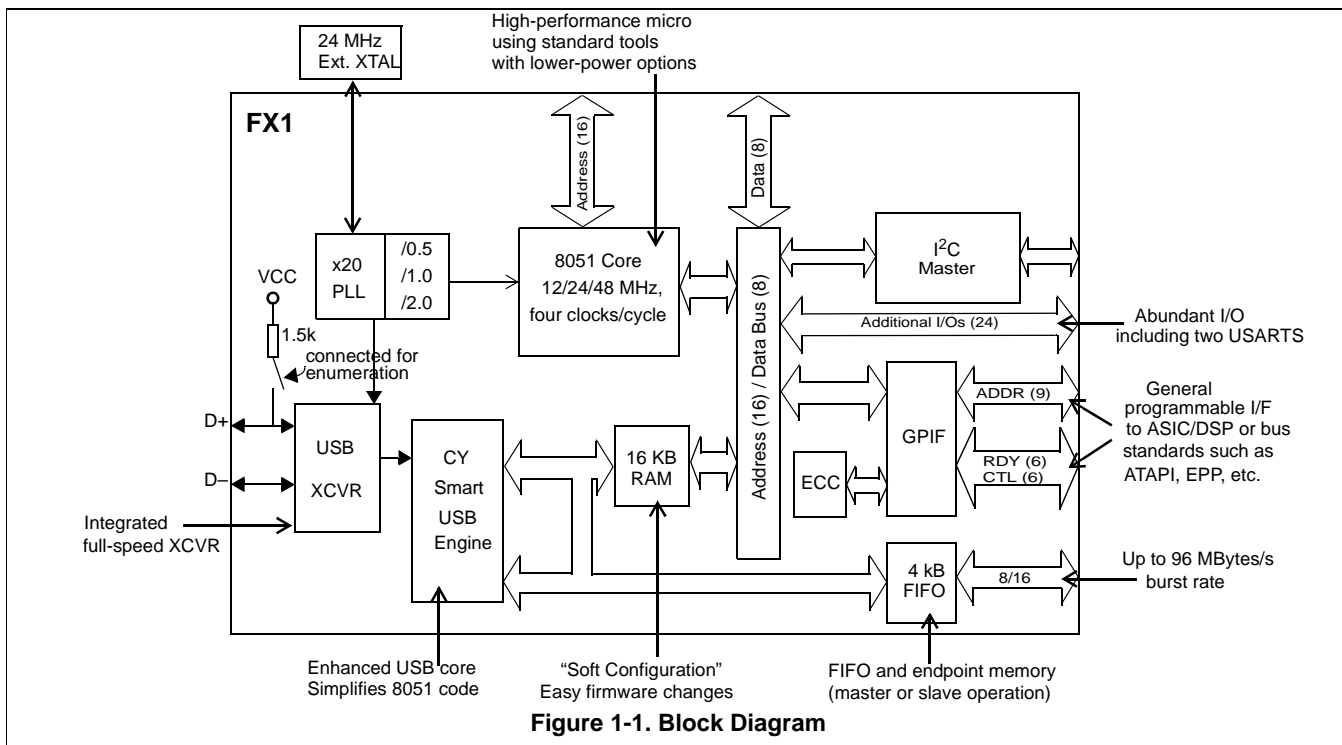 High-performance micro
using standard tools
with lower-power options
24 MHz
Ext. XTAL
FX1
Address (16)
Data (8)
x20
PLL
/0.5
/1.0
/2.0
8051 Core
12/24/48 MHz,
four clocks/cycle
I2C
Master
VCC
1.5k
connected for
enumeration
Address (16) / Data Bus (8)
Additional I/Os (24)
Abundant I/O
including two USARTS
D+
D–
USB
XCVR
CY
Smart
USB
Engine
16 KB
RAM
ECC
GPIF
ADDR (9)
RDY (6)
CTL (6)
General
programmable I/F
to ASIC/DSP or bus
standards such as
ATAPI, EPP, etc.
Integrated
full-speed XCVR
4 kB
FIFO
8/16
Up to 96 MBytes/s
burst rate
Enhanced USB core
Simplifies 8051 code
“Soft Configuration”
Easy firmware changes
FIFO and endpoint memory
(master or slave operation)
Figure 1-1. Block Diagram